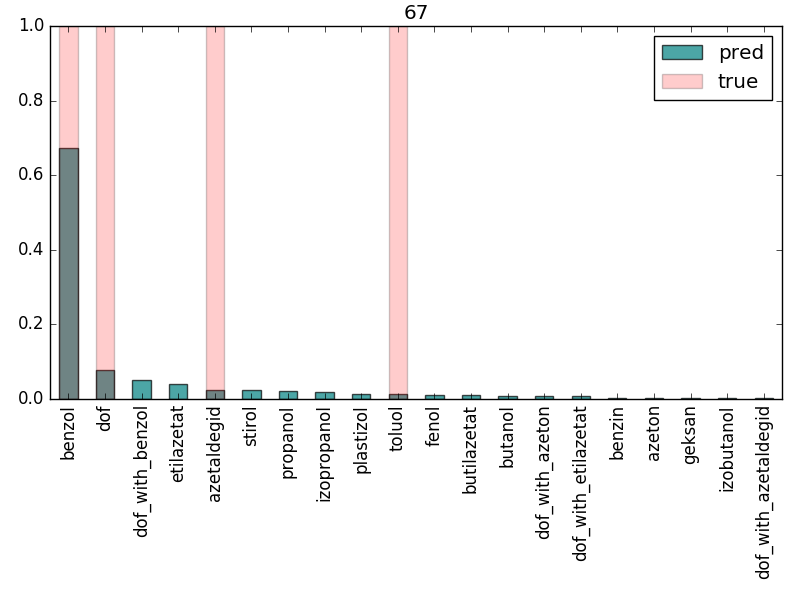 67
1.0
0.8
0.6
0.4
0.2
0.0
pred
true
benzol
dof
dof_with_benzol
etilazetat
azetaldegid
stirol
propanol
izopropanol
plastizol
toluol
fenol
butilazetat
butanol
dof_with_azeton
dof_with_etilazetat
benzin
azeton
geksan
izobutanol
dof_with_azetaldegid